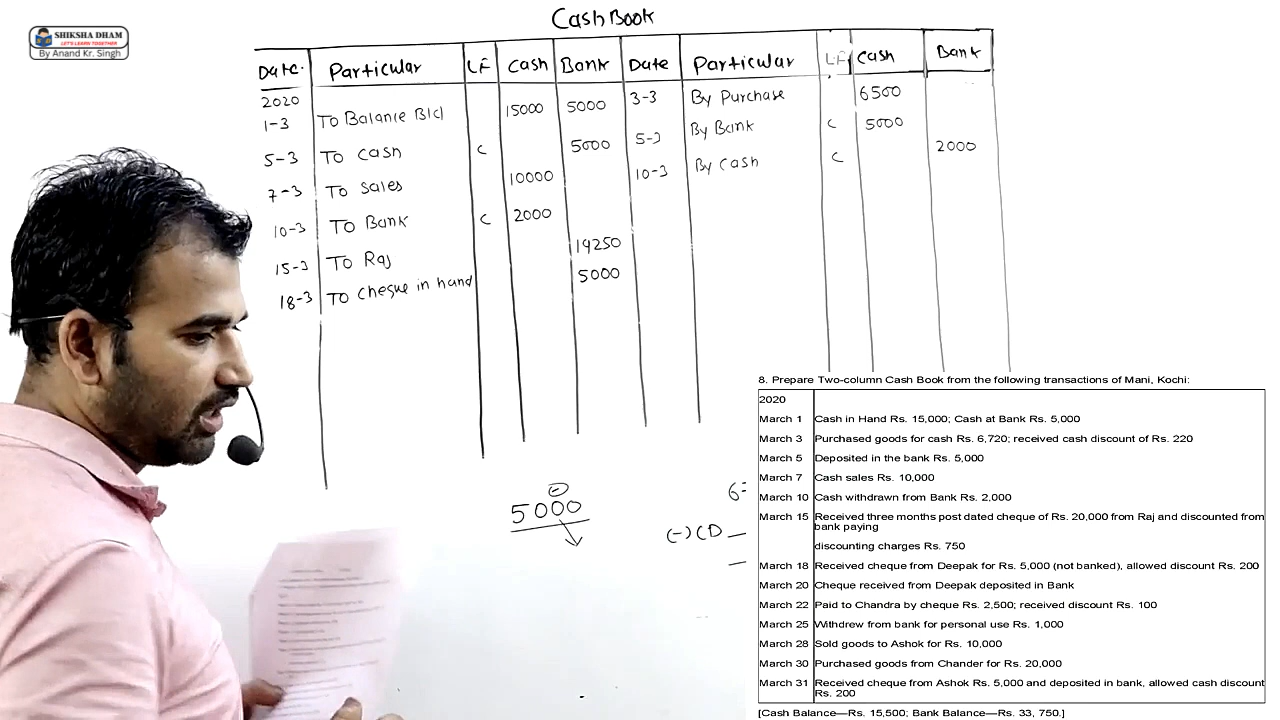 SHIKSHA DHAM
LET'S LEARN TOGETHER
By Anand Kr. Singh
Cash Book
Date. Particular LF Cash Bank Date Particular LF Cash Bank
2020
1-3 To Balance B/d 15000 5000 3-3 By Purchase 6500
5-3 To Cash C 5000 5-3 By Bank C 5000
7-3 To Sales 10000 10-3 By Cash C 2000
10-3 To Bank C 2000
15-3 To Raj 19250
18-3 To Cheque in hand 5000
5000
(-) CD
8. Prepare Two-column Cash Book from the following transactions of Mani, Kochi:
2020
March 1 Cash in Hand Rs. 15,000; Cash at Bank Rs. 5,000
March 3 Purchased goods for cash Rs. 6,720; received cash discount of Rs. 220
March 5 Deposited in the bank Rs. 5,000
March 7 Cash sales Rs. 10,000
March 10 Cash withdrawn from Bank Rs. 2,000
March 15 Received three months post dated cheque of Rs. 20,000 from Raj and discounted from
bank paying
discounting charges Rs. 750
March 18 Received cheque from Deepak for Rs. 5,000 (not banked), allowed discount Rs. 200
March 20 Cheque received from Deepak deposited in Bank
March 22 Paid to Chandra by cheque Rs. 2,500; received discount Rs. 100
March 25 Withdrew from bank for personal use Rs. 1,000
March 28 Sold goods to Ashok for Rs. 10,000
March 30 Purchased goods from Chander for Rs. 20,000
March 31 Received cheque from Ashok Rs. 5,000 and deposited in bank, allowed cash discount
Rs. 200
[Cash Balance—Rs. 15,500; Bank Balance—Rs. 33, 750.]